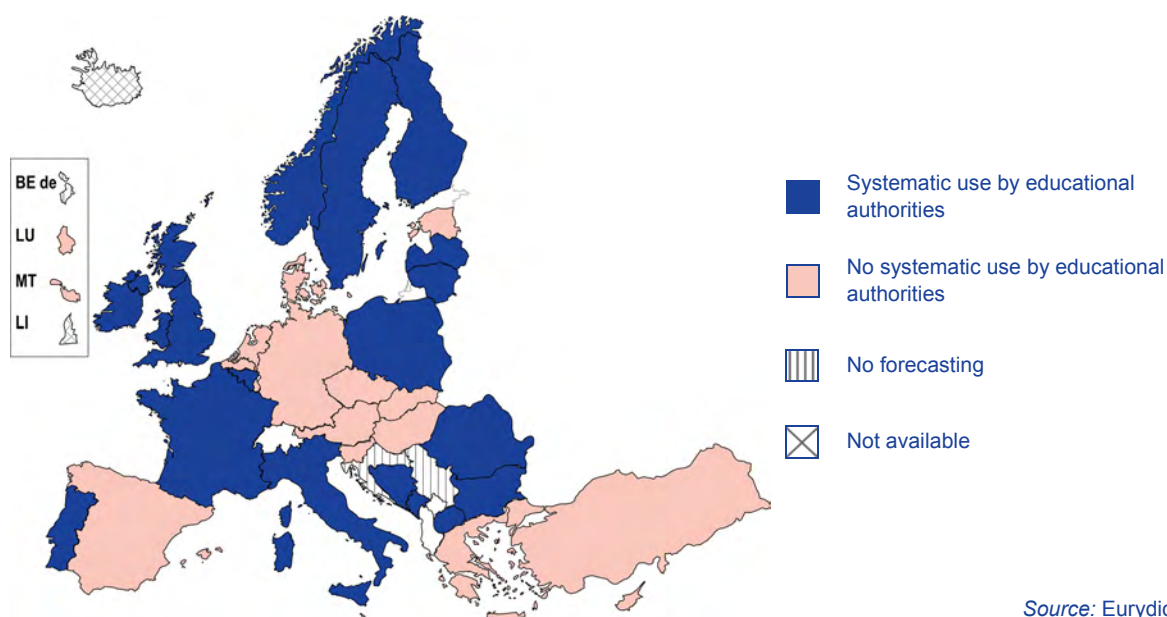 BE de
LU
MT
LI
Systematic use by educational
authorities
No systematic use by educational
authorities
No forecasting
Not available
Source: Eurydic